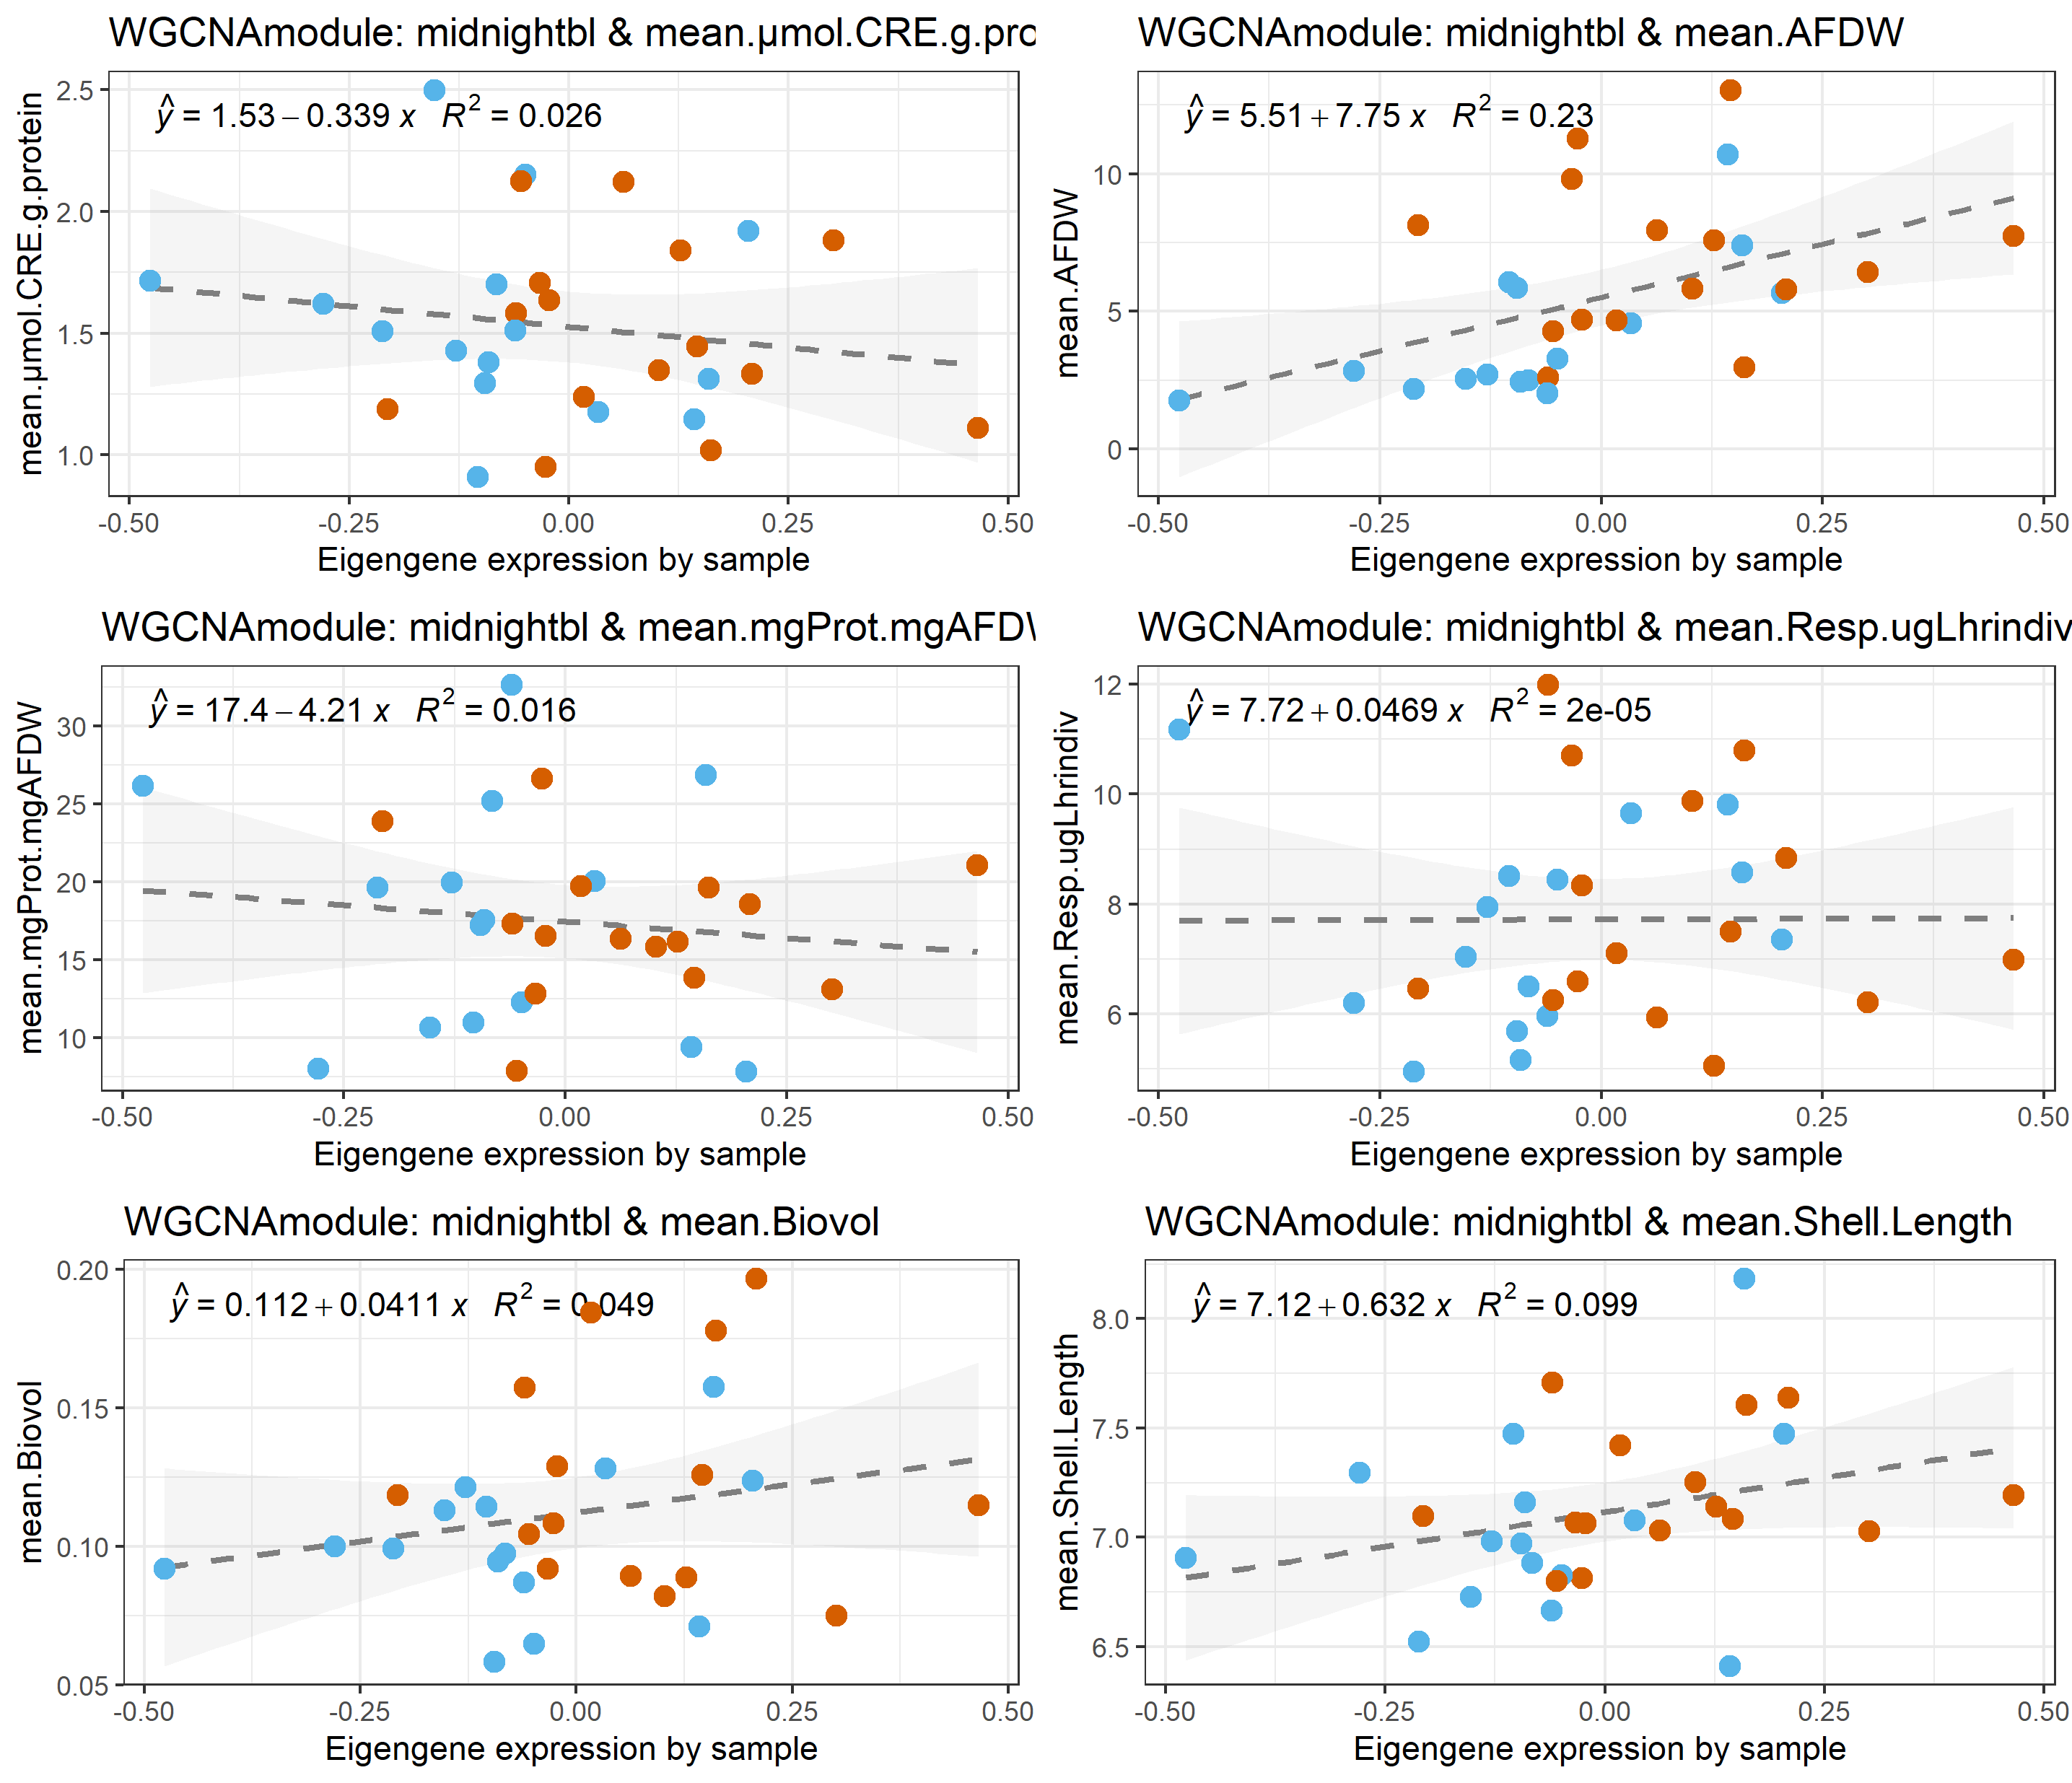 WGCNAmodule: midnightbl & mean.µmol.CRE.g.pro
ŷ = 1.53 − 0.339 x R² = 0.026
mean.µmol.CRE.g.protein
2.5
2.0
1.5
1.0
-0.50 -0.25 0.00 0.25 0.50
Eigengene expression by sample
WGCNAmodule: midnightbl & mean.AFDW
ŷ = 5.51 + 7.75 x R² = 0.23
mean.AFDW
10
5
0
-0.50 -0.25 0.00 0.25 0.50
Eigengene expression by sample
WGCNAmodule: midnightbl & mean.mgProt.mgAFDW
ŷ = 17.4 − 4.21 x R² = 0.016
mean.mgProt.mgAFDW
30
25
20
15
10
-0.50 -0.25 0.00 0.25 0.50
Eigengene expression by sample
WGCNAmodule: midnightbl & mean.Resp.ugLhrindiv
ŷ = 7.72 + 0.0469 x R² = 2e-05
mean.Resp.ugLhrindiv
12
10
8
6
-0.50 -0.25 0.00 0.25 0.50
Eigengene expression by sample
WGCNAmodule: midnightbl & mean.Biovol
ŷ = 0.112 + 0.0411 x R² = 0.049
mean.Biovol
0.20
0.15
0.10
0.05
-0.50 -0.25 0.00 0.25 0.50
Eigengene expression by sample
WGCNAmodule: midnightbl & mean.Shell.Length
ŷ = 7.12 + 0.632 x R² = 0.099
mean.Shell.Length
8.0
7.5
7.0
6.5
-0.50 -0.25 0.00 0.25 0.50
Eigengene expression by sample